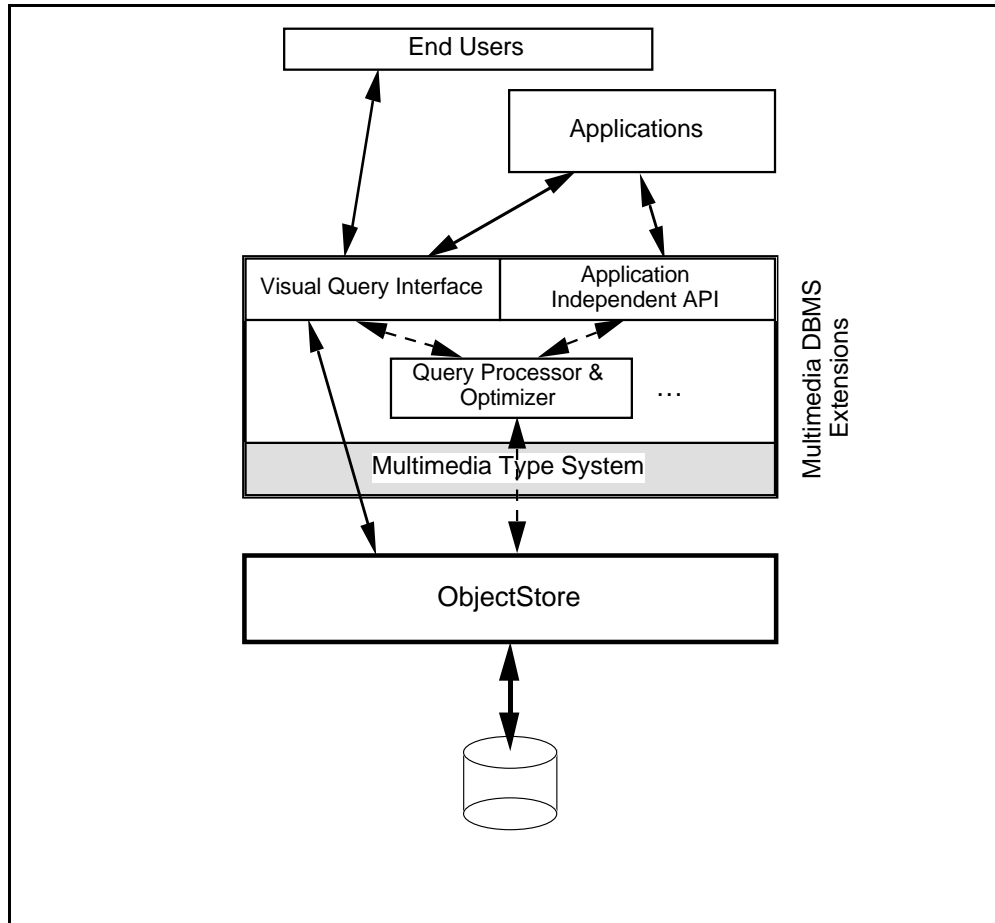 End Users
Applications
Visual Query Interface
Application
Independent API
Query Processor &
Optimizer
...
Multimedia Type System
Multimedia DBMS
Extensions
ObjectStore